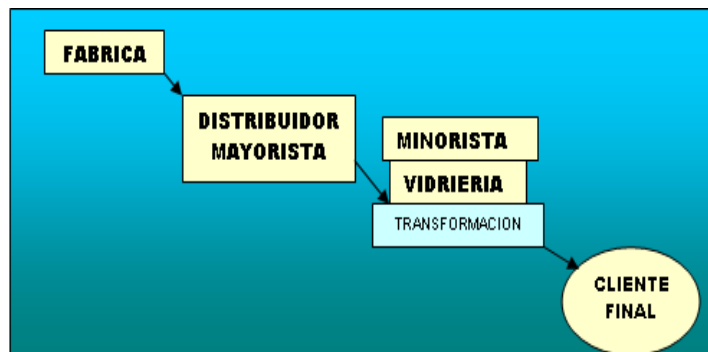 FABRICA
DISTRIBUIDOR
MAYORISTA
MINORISTA
VIDRIERIA
TRANSFORMACION
CLIENTE
FINAL